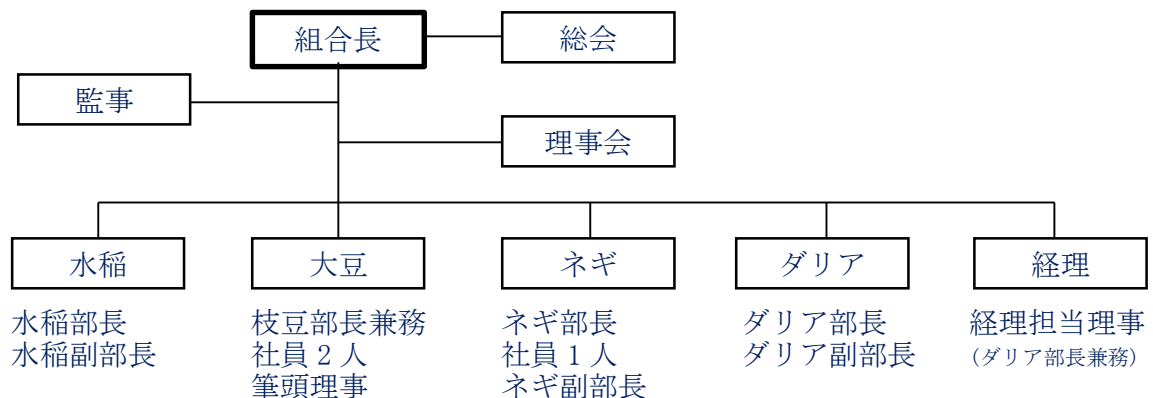 組合長
総会
監事
理事会
水稲
大豆
ネギ
ダリア
経理
水稲部長
水稲副部長
枝豆部長兼務
社員2人
筆頭理事
ネギ部長
社員1人
ネギ副部長
ダリア部長
ダリア副部長
経理担当理事
(ダリア部長兼務)